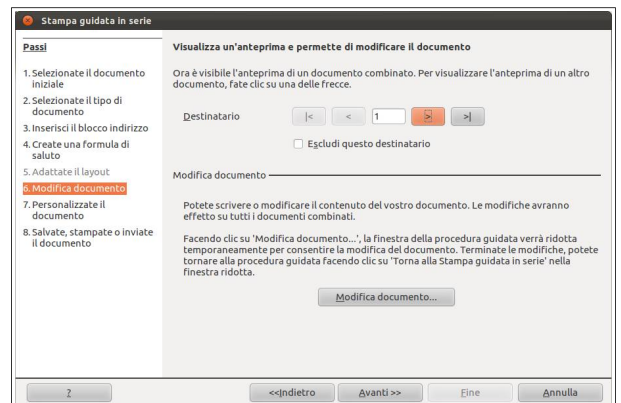 Stampa guidata in serie
Passi
1. Selezionate il documento
iniziale
2. Selezionate il tipo di
documento
3. Inserisci il blocco indirizzo
4. Create una formula di
saluto
5. Adattate il layout
6. Modifica documento
7. Personalizzate il
documento
8. Salvate, stampate o inviate
il documento
Visualizza un'anteprima e permette di modificare il documento
Ora è visibile l'anteprima di un documento combinato. Per visualizzare l'anteprima di un altro
documento, fate clic su una delle frecce.
Destinatario |< < 1 > >|
Escludi questo destinatario
Modifica documento
Potete scrivere o modificare il contenuto del vostro documento. Le modifiche avranno
effetto su tutti i documenti combinati.
Facendo clic su 'Modifica documento...', la finestra della procedura guidata verrà ridotta
temporaneamente per consentire la modifica del documento. Terminate le modifiche, potete
tornare alla procedura guidata facendo clic su 'Torna alla Stampa guidata in serie' nella
finestra ridotta.
Modifica documento...
? <<Indietro Avanti >> Fine Annulla